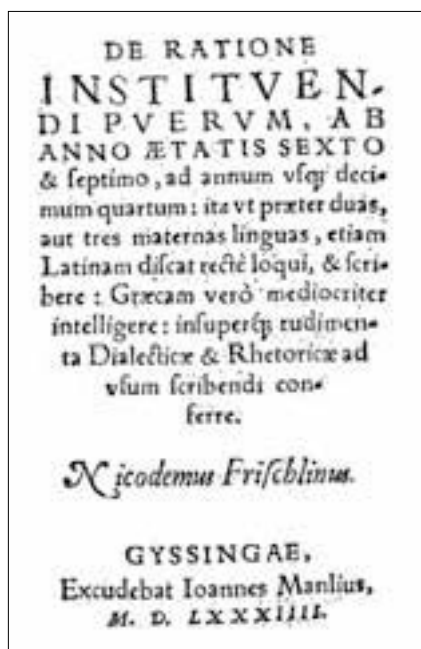 DE RATIONE
INSTITVEN-
DI PVERVM, AB
ANNO ÆTATIS SEXTO
& ſeptimo, ad annum vſq; deci-
mum quartum: ita vt præter duas,
aut tres maternas linguas, etiam
Latinam diſcat rectè loqui, & ſcri-
bere: Græcam verò mediocriter
intelligere: inſuperq; rudimen-
ta Dialecticæ & Rhetoricæ ad
vſum ſcribendi con-
ferre.
Nicodemus Friſchlinus.
GYSSINGAE,
Excudebat Ioannes Manlius,
M. D. LXXXIIII.